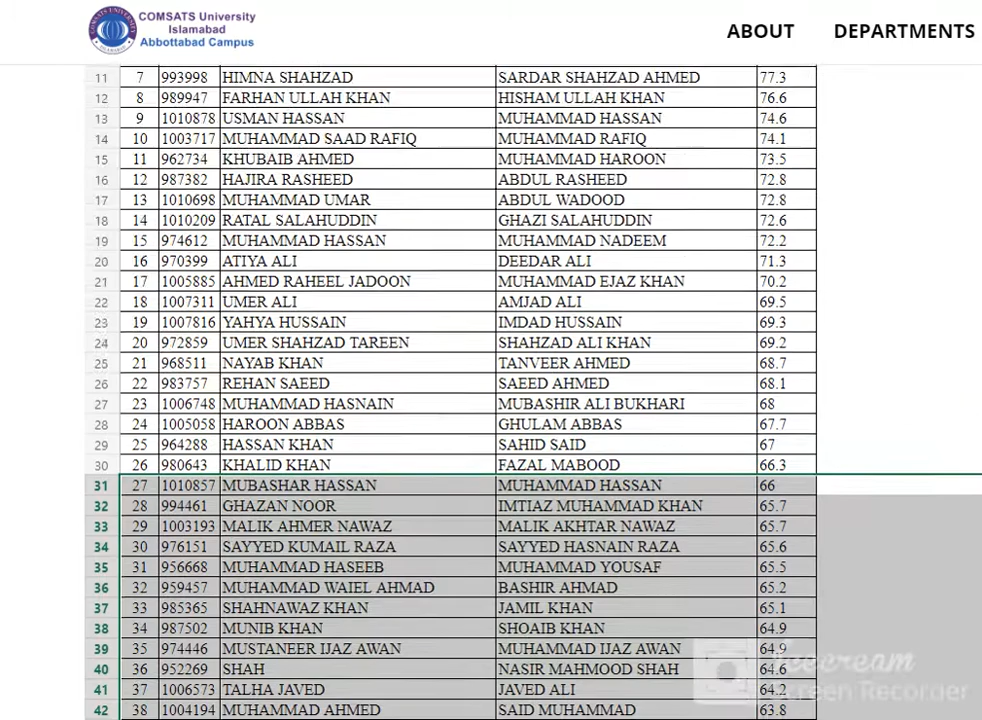 COMSATS University
Islamabad
Abbottabad Campus
ABOUT DEPARTMENTS
11 7 993998 HIMNA SHAHZAD SARDAR SHAHZAD AHMED 77.3
12 8 989947 FARHAN ULLAH KHAN HISHAM ULLAH KHAN 76.6
13 9 1010878 USMAN HASSAN MUHAMMAD HASSAN 74.6
14 10 1003717 MUHAMMAD SAAD RAFIQ MUHAMMAD RAFIQ 74.1
15 11 962734 KHUBAIB AHMED MUHAMMAD HAROON 73.5
16 12 987382 HAJIRA RASHEED ABDUL RASHEED 72.8
17 13 1010698 MUHAMMAD UMAR ABDUL WADOOD 72.8
18 14 1010209 RATAL SALAHUDDIN GHAZI SALAHUDDIN 72.6
19 15 974612 MUHAMMAD HASSAN MUHAMMAD NADEEM 72.2
20 16 970399 ATIYA ALI DEEDAR ALI 71.3
21 17 1005885 AHMED RAHEEL JADOON MUHAMMAD EJAZ KHAN 70.2
22 18 1007311 UMER ALI AMJAD ALI 69.5
23 19 1007816 YAHYA HUSSAIN IMDAD HUSSAIN 69.3
24 20 972859 UMER SHAHZAD TAREEN SHAHZAD ALI KHAN 69.2
25 21 968511 NAYAB KHAN TANVEER AHMED 68.7
26 22 983757 REHAN SAEED SAEED AHMED 68.1
27 23 1006748 MUHAMMAD HASNAIN MUBASHIR ALI BUKHARI 68
28 24 1005058 HAROON ABBAS GHULAM ABBAS 67.7
29 25 964288 HASSAN KHAN SAHID SAID 67
30 26 980643 KHALID KHAN FAZAL MABOOD 66.3
31 27 1010857 MUBASHAR HASSAN MUHAMMAD HASSAN 66
32 28 994461 GHAZAN NOOR IMTIAZ MUHAMMAD KHAN 65.7
33 29 1003193 MALIK AHMER NAWAZ MALIK AKHTAR NAWAZ 65.7
34 30 976151 SAYYED KUMAIL RAZA SAYYED HASNAIN RAZA 65.6
35 31 956668 MUHAMMAD HASEEB MUHAMMAD YOUSAF 65.5
36 32 959457 MUHAMMAD WAIEL AHMAD BASHIR AHMAD 65.2
37 33 985365 SHAHNAWAZ KHAN JAMIL KHAN 65.1
38 34 987502 MUNIB KHAN SHOAIB KHAN 64.9
39 35 974446 MUSTANEER IJAZ AWAN MUHAMMAD IJAZ AWAN 64.9
40 36 952269 SHAH NASIR MAHMOOD SHAH 64.6
41 37 1006573 TALHA JAVED JAVED ALI 64.2
42 38 1004194 MUHAMMAD AHMED SAID MUHAMMAD 63.8
Icecream
Screen Recorder